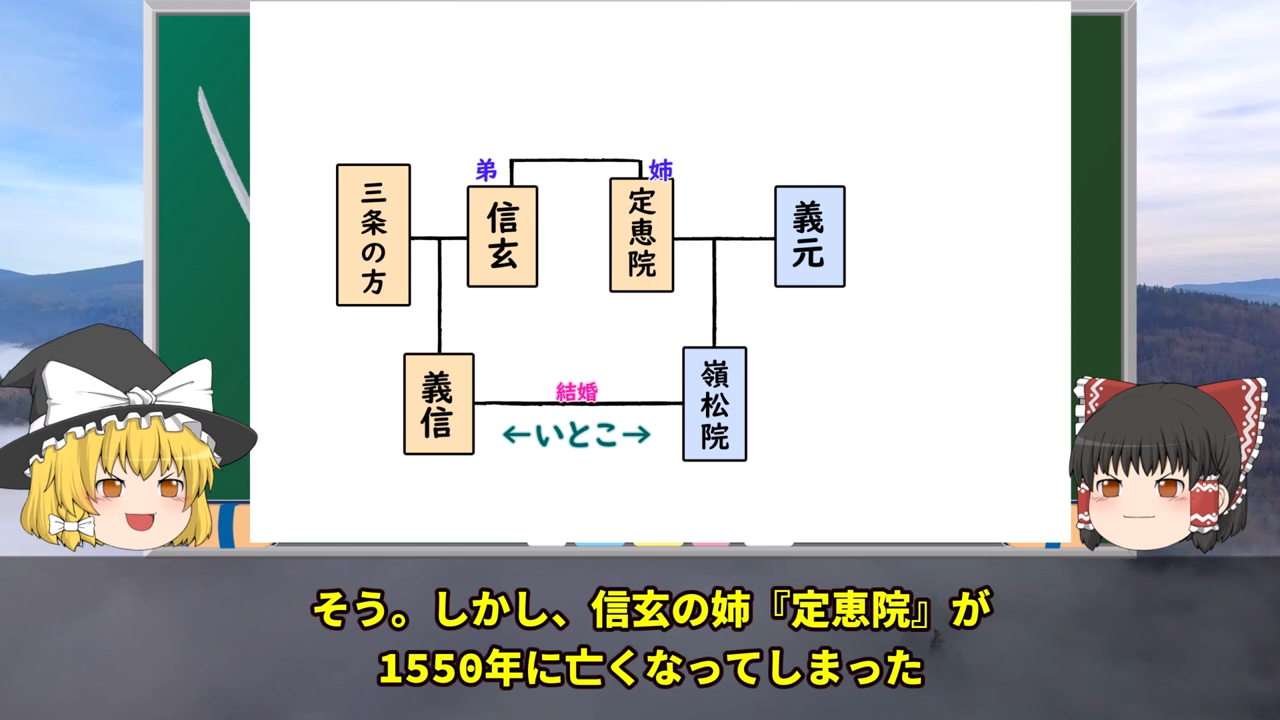 弟
姉
三条の方
信玄
定恵院
義元
義信
結婚
←いとこ→
嶺松院
そう。しかし、信玄の姉『定恵院』が
1550年に亡くなってしまった